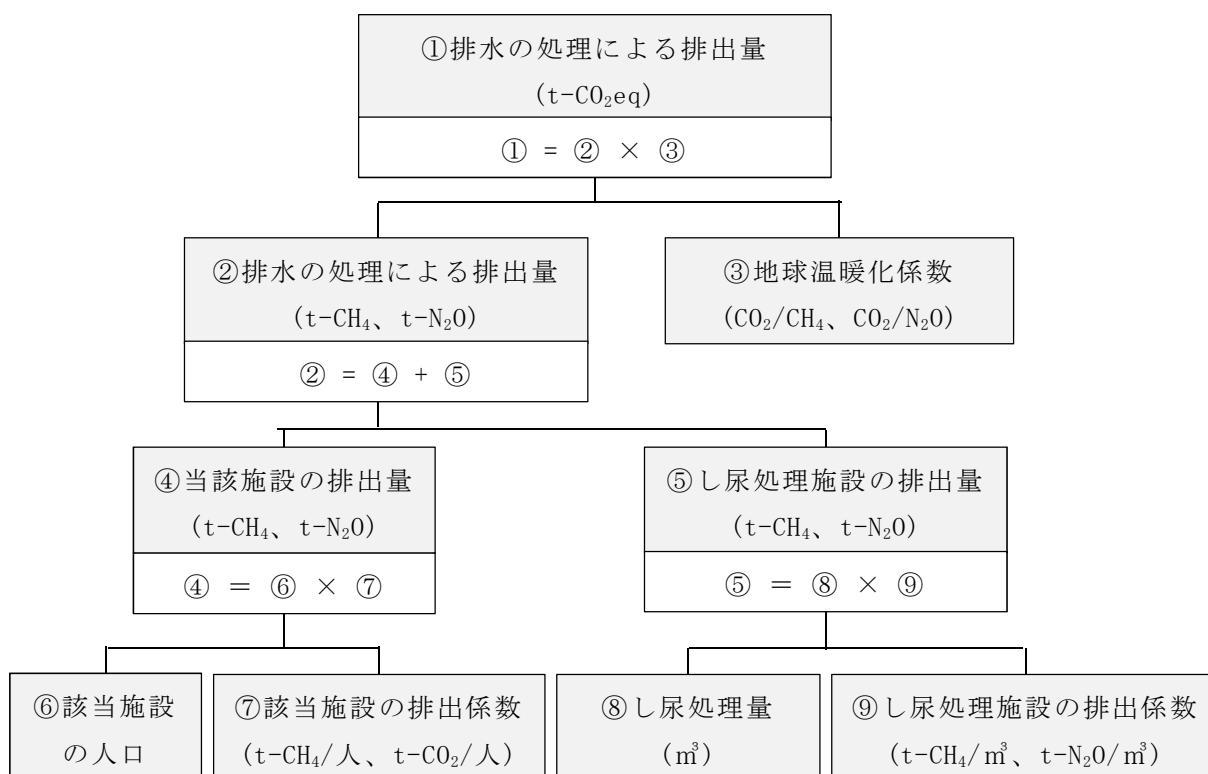 ①排水の処理による排出量
(t-CO₂eq)
① = ② × ③
②排水の処理による排出量
(t-CH₄、t-N₂O)
② = ④ + ⑤
③地球温暖化係数
(CO₂/CH₄、CO₂/N₂O)
④当該施設の排出量
(t-CH₄、t-N₂O)
④ = ⑥ × ⑦
⑤し尿処理施設の排出量
(t-CH₄、t-N₂O)
⑤ = ⑧ × ⑨
⑥該当施設
の人口
⑦該当施設の排出係数
(t-CH₄/人、t-CO₂/人)
⑧し尿処理量
(㎥)
⑨し尿処理施設の排出係数
(t-CH₄/㎥、t-N₂O/㎥)